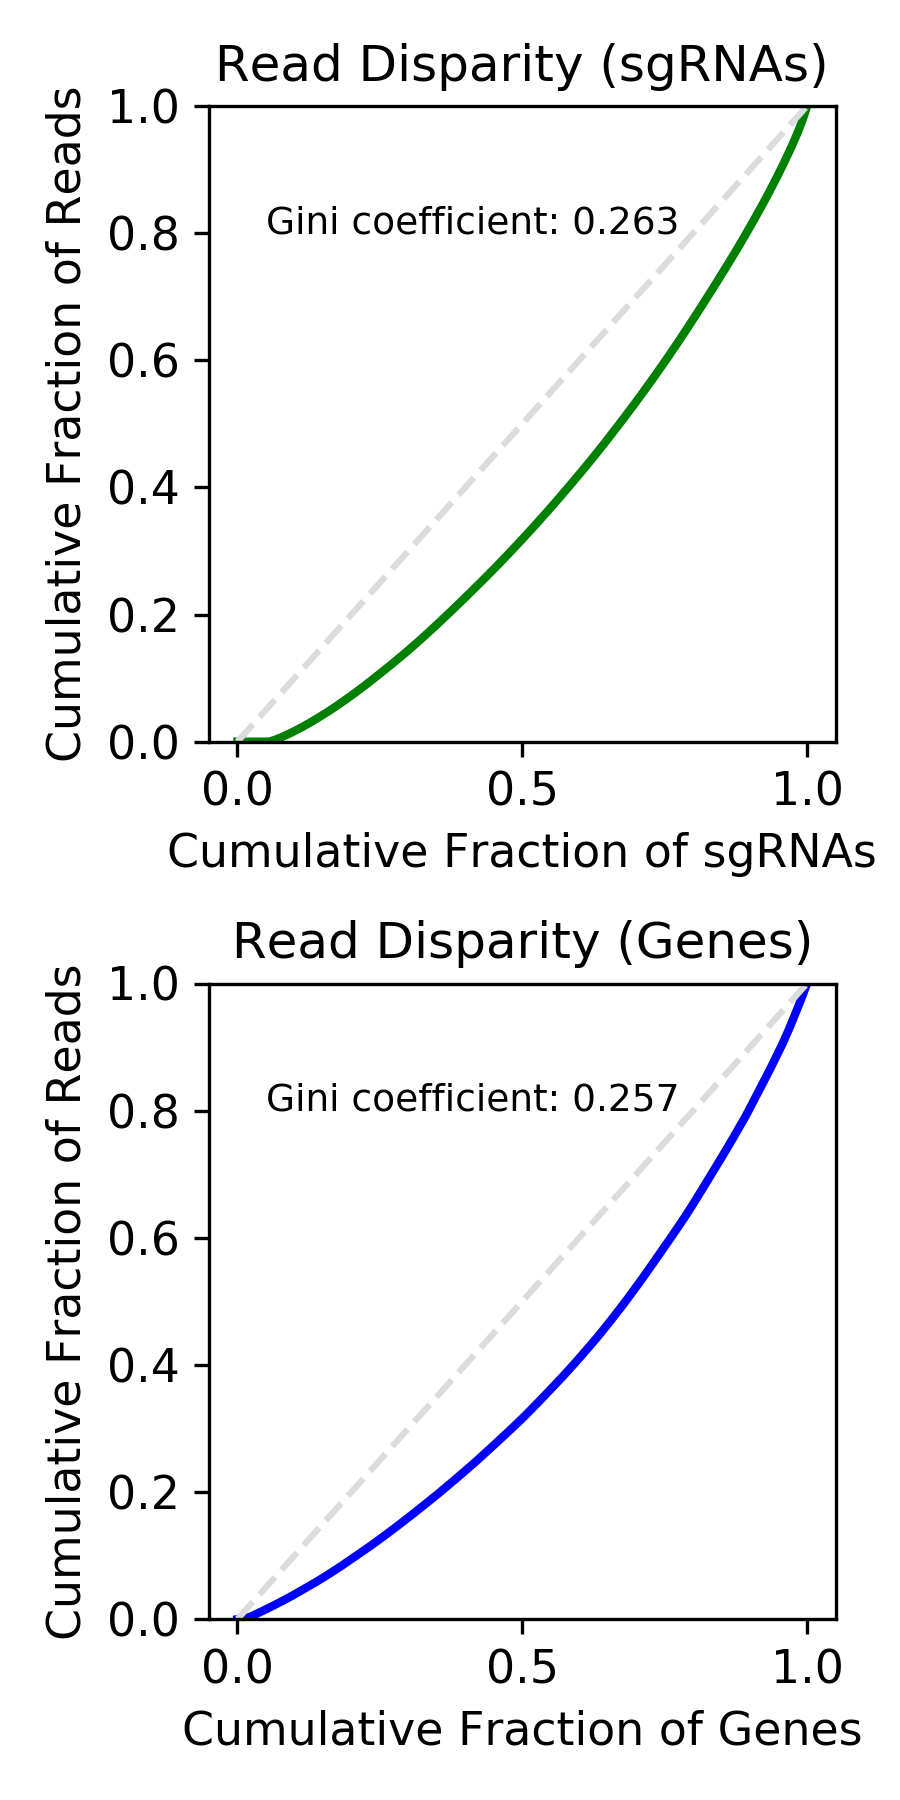 Read Disparity (sgRNAs)
Cumulative Fraction of Reads
1.0
0.8
0.6
0.4
0.2
0.0
Gini coefficient: 0.263
0.0 0.5 1.0
Cumulative Fraction of sgRNAs
Read Disparity (Genes)
Cumulative Fraction of Reads
1.0
0.8
0.6
0.4
0.2
0.0
Gini coefficient: 0.257
0.0 0.5 1.0
Cumulative Fraction of Genes